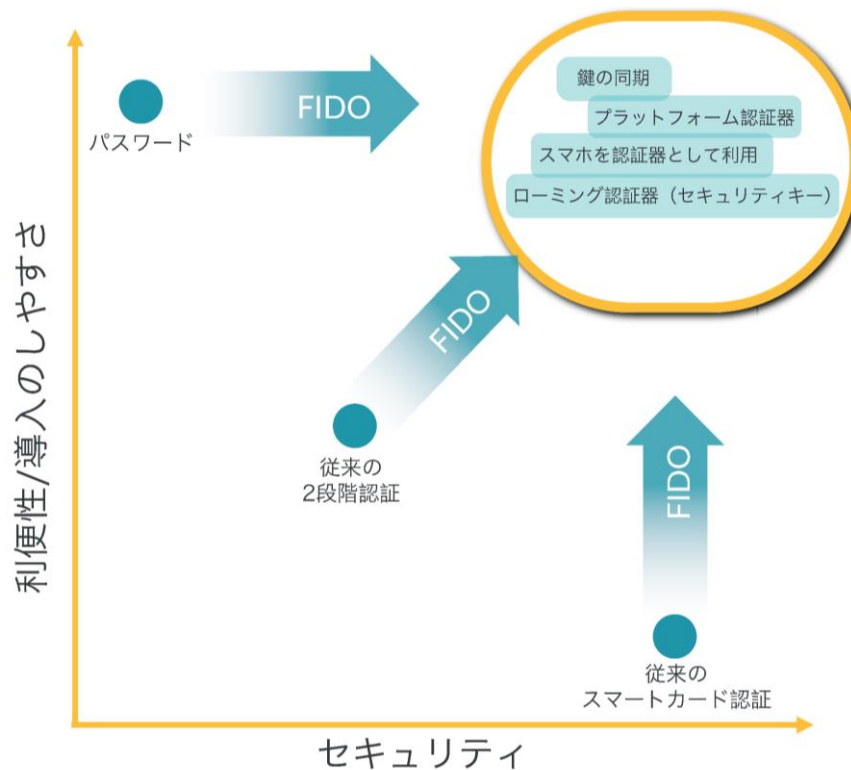 鍵の同期
プラットフォーム認証器
スマホを認証器として利用
ローミング認証器（セキュリティキー）
FIDO
パスワード
FIDO
従来の
2段階認証
FIDO
従来の
スマートカード認証
利便性/導入のしやすさ
セキュリティ